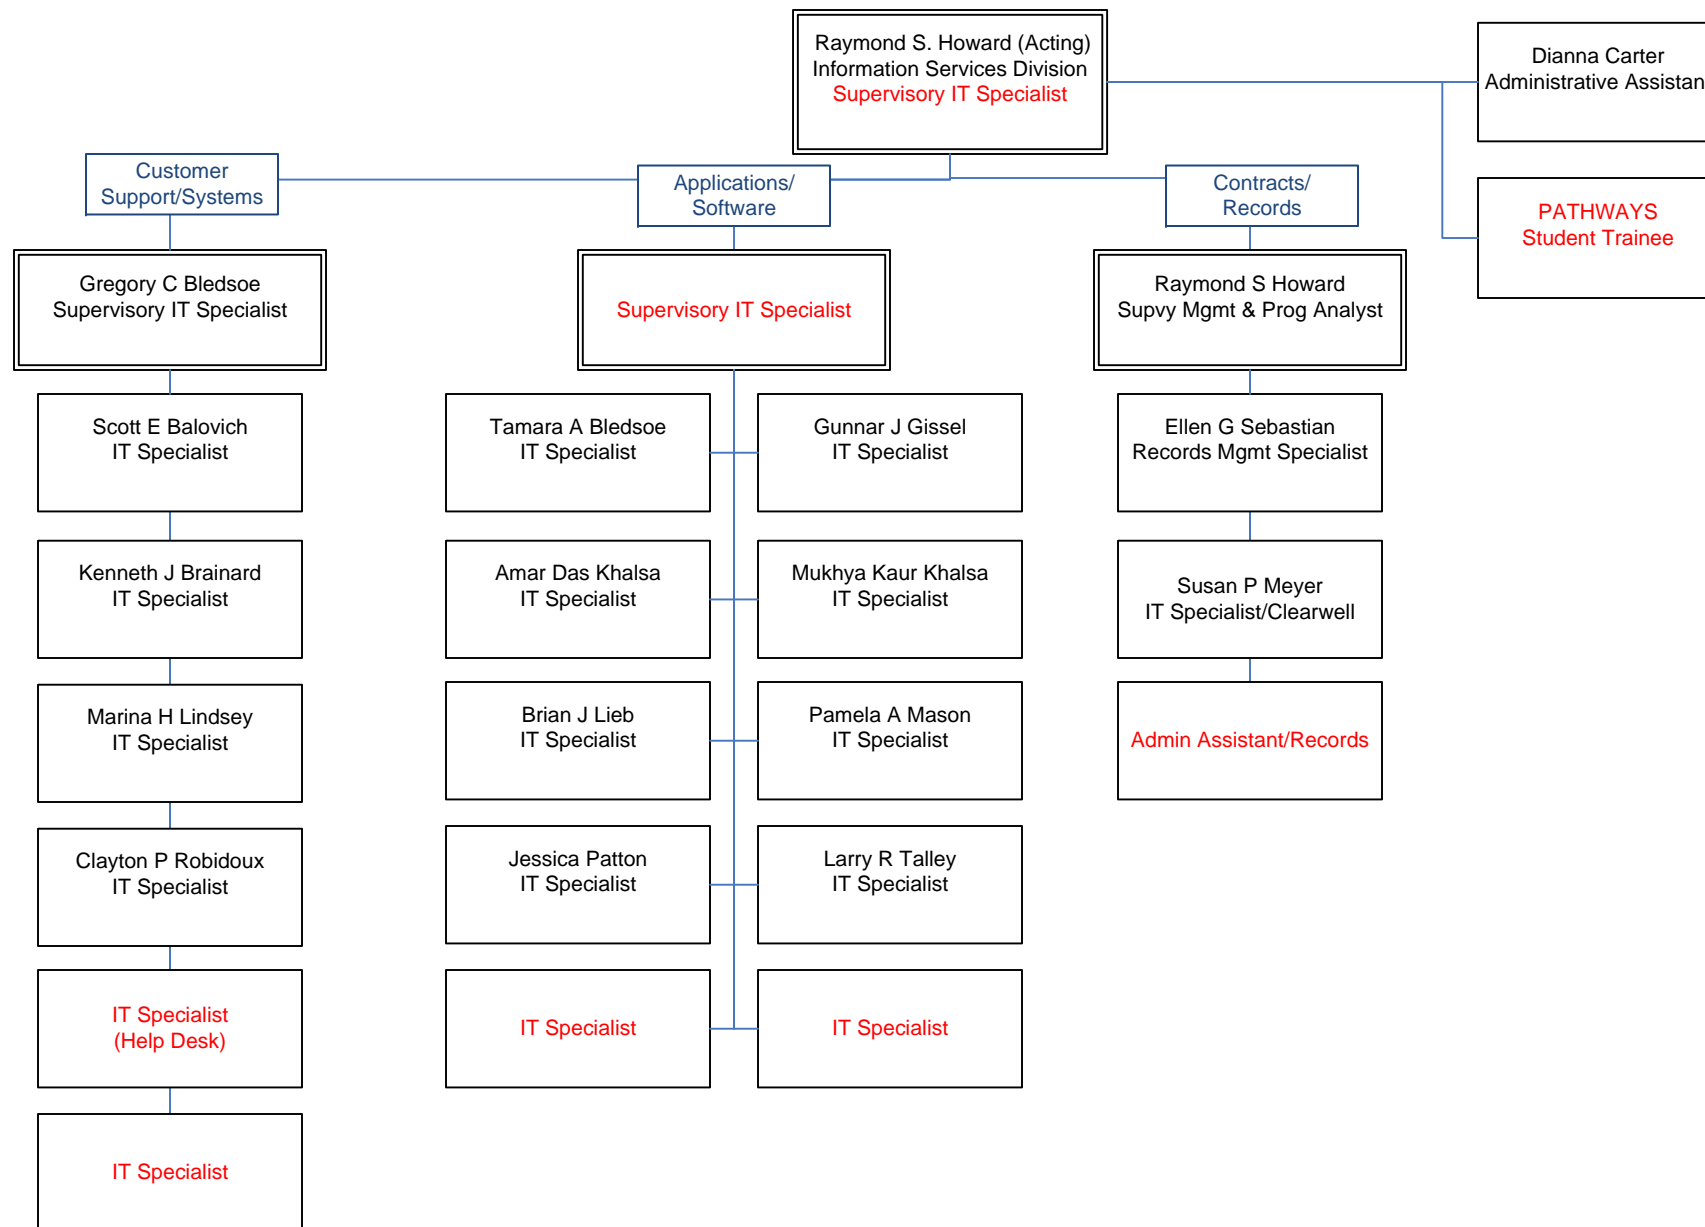 Raymond S. Howard (Acting)
Information Services Division
Supervisory IT Specialist
Dianna Carter
Administrative Assistan
PATHWAYS
Student Trainee
Customer
Support/Systems
Applications/
Software
Contracts/
Records
Gregory C Bledsoe
Supervisory IT Specialist
Supervisory IT Specialist
Raymond S Howard
Supvy Mgmt & Prog Analyst
Scott E Balovich
IT Specialist
Tamara A Bledsoe
IT Specialist
Gunnar J Gissel
IT Specialist
Ellen G Sebastian
Records Mgmt Specialist
Kenneth J Brainard
IT Specialist
Amar Das Khalsa
IT Specialist
Mukhya Kaur Khalsa
IT Specialist
Susan P Meyer
IT Specialist/Clearwell
Marina H Lindsey
IT Specialist
Brian J Lieb
IT Specialist
Pamela A Mason
IT Specialist
Admin Assistant/Records
Clayton P Robidoux
IT Specialist
Jessica Patton
IT Specialist
Larry R Talley
IT Specialist
IT Specialist
(Help Desk)
IT Specialist
IT Specialist
IT Specialist